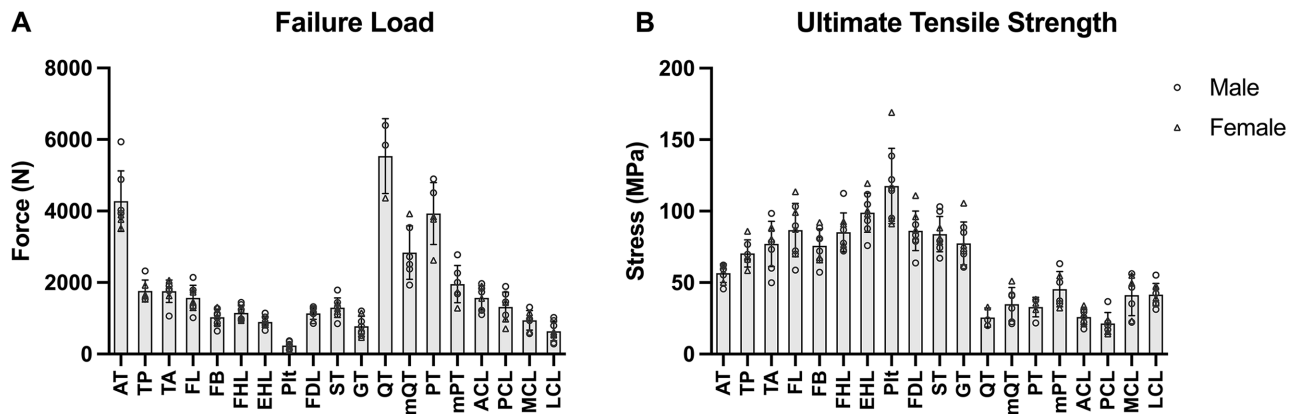 A
Failure Load
Force (N)
8000
6000
4000
2000
0
AT
TP
TA
FL
FB
FHL
EHL
Plt
FDL
ST
GT
QT
mQT
PT
mPT
ACL
PCL
MCL
LCL
B
Ultimate Tensile Strength
Stress (MPa)
200
150
100
50
0
AT
TP
TA
FL
FB
FHL
EHL
Plt
FDL
ST
GT
QT
mQT
PT
mPT
ACL
PCL
MCL
LCL
Male
Female